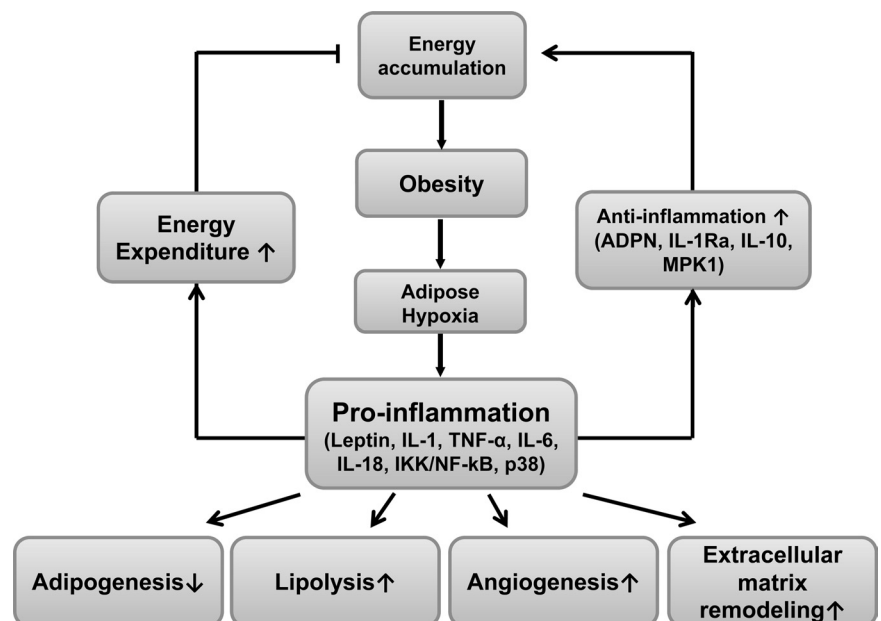 Energy
accumulation
Obesity
Energy
Expenditure ↑
Anti-inflammation ↑
(ADPN, IL-1Ra, IL-10,
MPK1)
Adipose
Hypoxia
Pro-inflammation
(Leptin, IL-1, TNF-α, IL-6,
IL-18, IKK/NF-kB, p38)
Adipogenesis↓
Lipolysis↑
Angiogenesis↑
Extracellular
matrix
remodeling↑